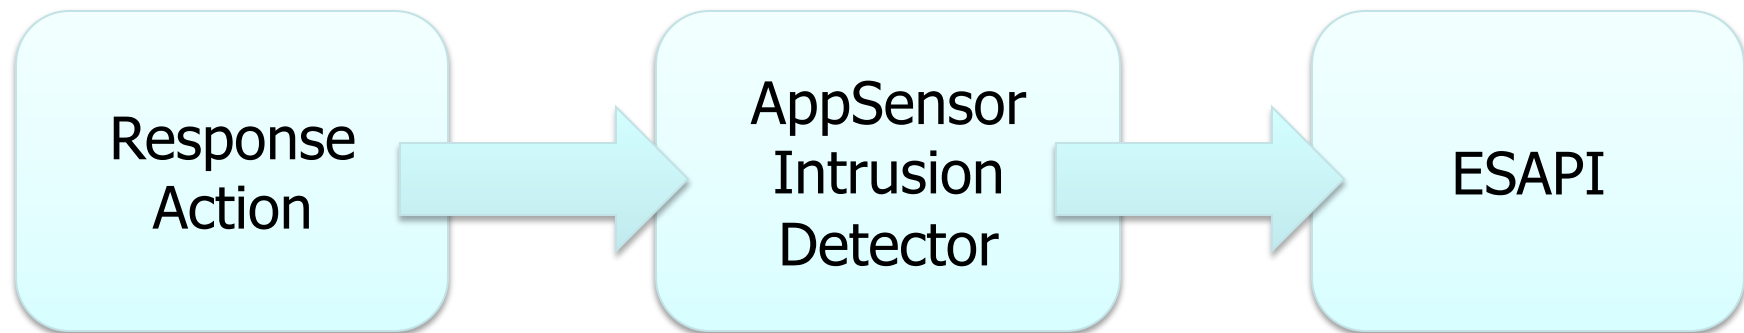 Response
Action
AppSensor
Intrusion
Detector
ESAPI